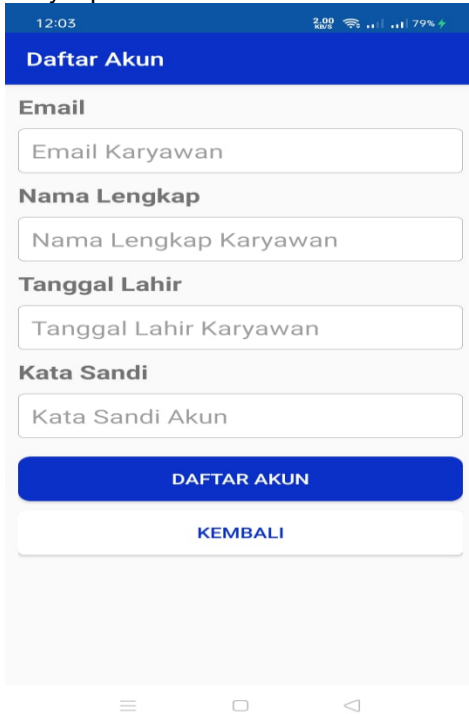 12:03
2.00 KB/S 79%
Daftar Akun
Email
Email Karyawan
Nama Lengkap
Nama Lengkap Karyawan
Tanggal Lahir
Tanggal Lahir Karyawan
Kata Sandi
Kata Sandi Akun
DAFTAR AKUN
KEMBALI